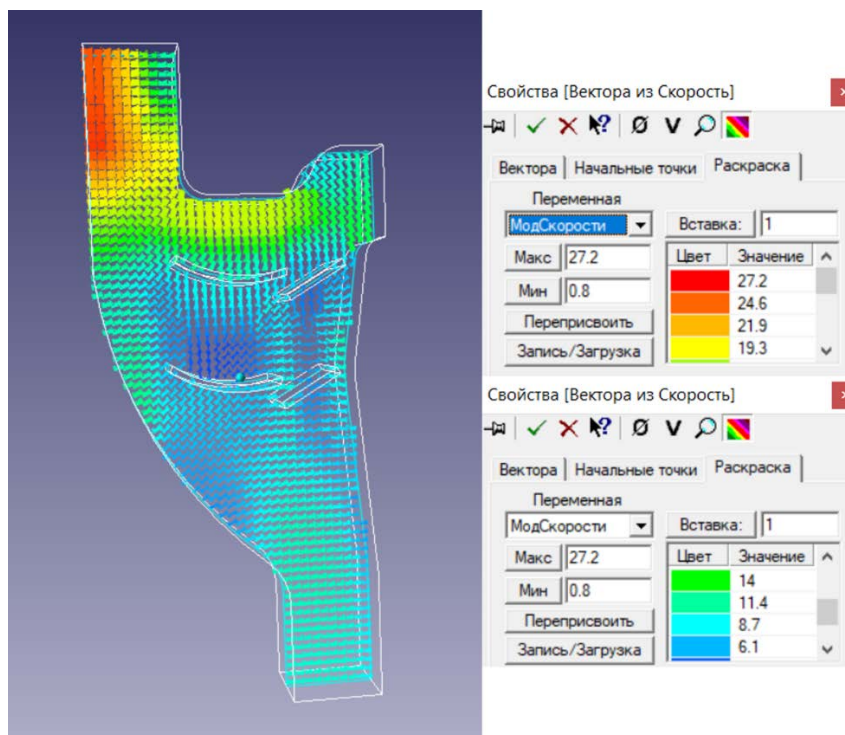 Свойства [Вектора из Скорость]
Ø V
Вектора Начальные точки Раскраска
Переменная
МодСкорости Вставка: 1
Макс 27.2 Цвет Значение
27.2
Мин 0.8 24.6
Переприсвоить 21.9
Запись/Загрузка 19.3
Свойства [Вектора из Скорость]
Ø V
Вектора Начальные точки Раскраска
Переменная
МодСкорости Вставка: 1
Макс 27.2 Цвет Значение
14
Мин 0.8 11.4
Переприсвоить 8.7
Запись/Загрузка 6.1